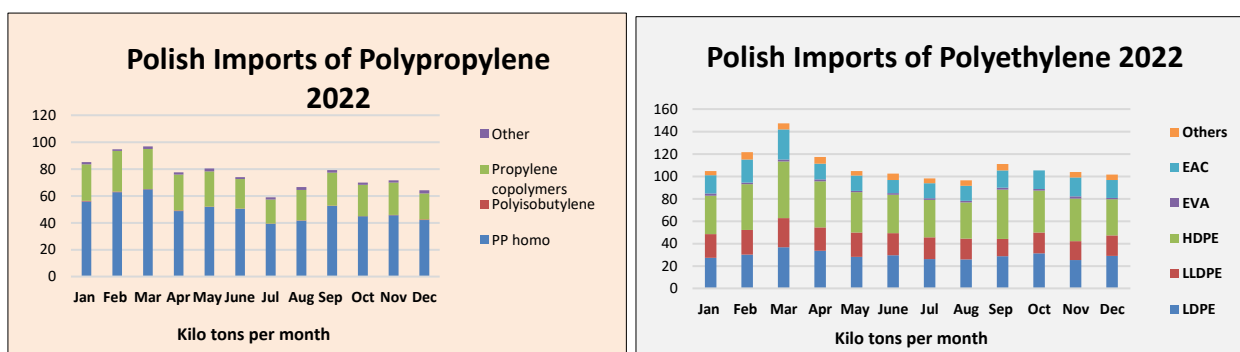 Polish Imports of Polypropylene
2022
120
100
80
60
40
20
0
Jan Feb Mar Apr May June Jul Aug Sep Oct Nov Dec
Kilo tons per month
Other
Propylene
copolymers
Polyisobutylene
PP homo
Polish Imports of Polyethylene 2022
160
140
120
100
80
60
40
20
0
Jan Feb Mar Apr May June Jul Aug Sep Oct Nov Dec
Kilo tons per month
Others
EAC
EVA
HDPE
LLDPE
LDPE